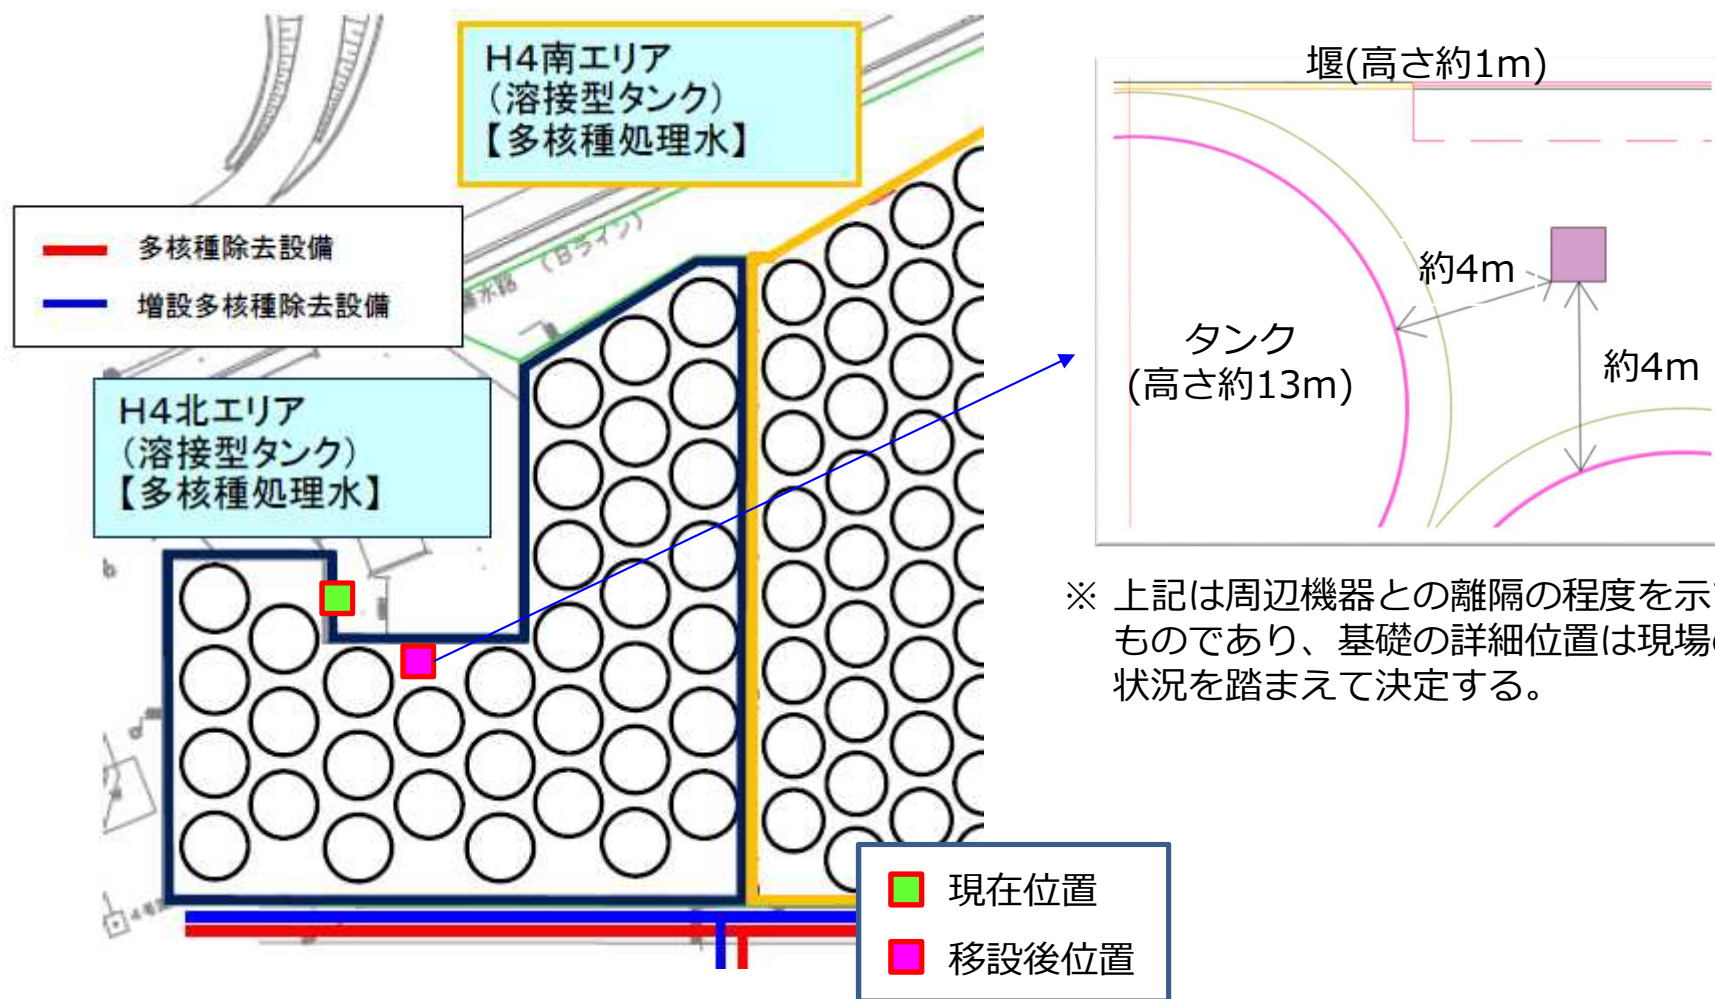 H4南エリア
(溶接型タンク)
【多核種処理水】
多核種除去設備
増設多核種除去設備
(Bライン)
H4北エリア
(溶接型タンク)
【多核種処理水】
堰(高さ約1m)
約4m
タンク
(高さ約13m)
約4m
※ 上記は周辺機器との離隔の程度を示す
ものであり、基礎の詳細位置は現場の
状況を踏まえて決定する。
現在位置
移設後位置